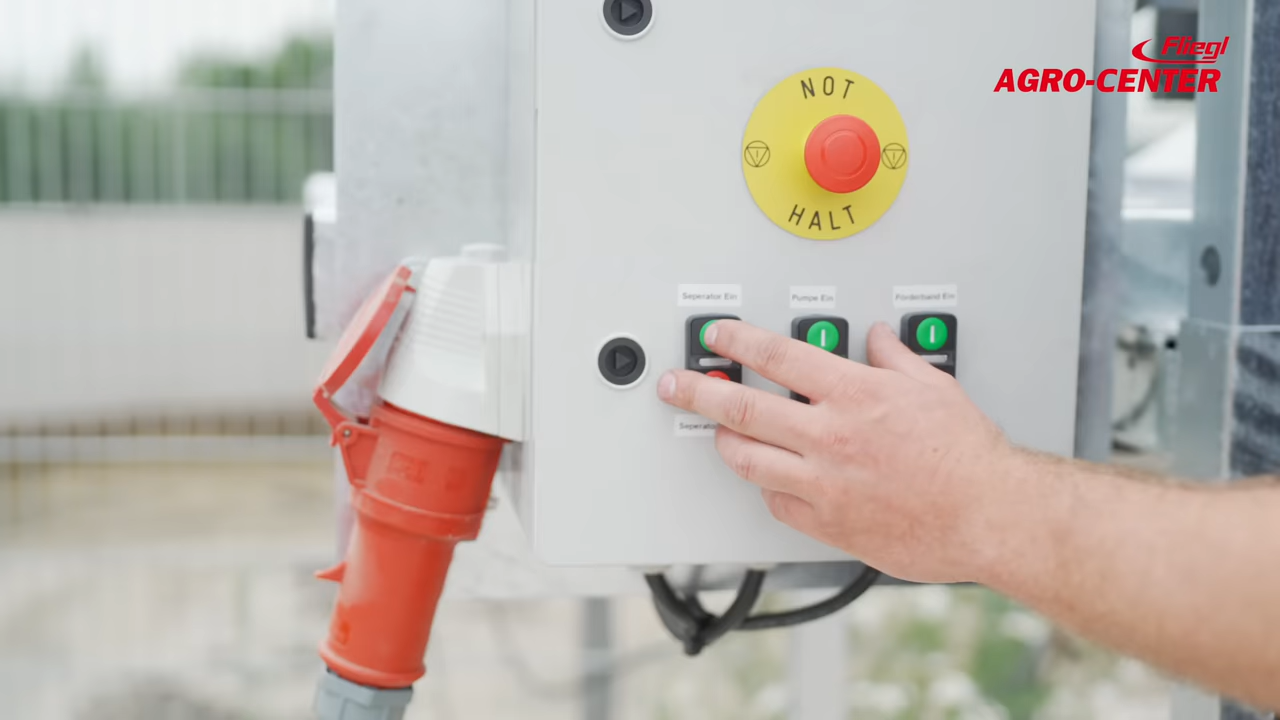 Fliegl
AGRO-CENTER
NOT
HALT
Seperator Ein
Pumpe Ein
Förderband Ein